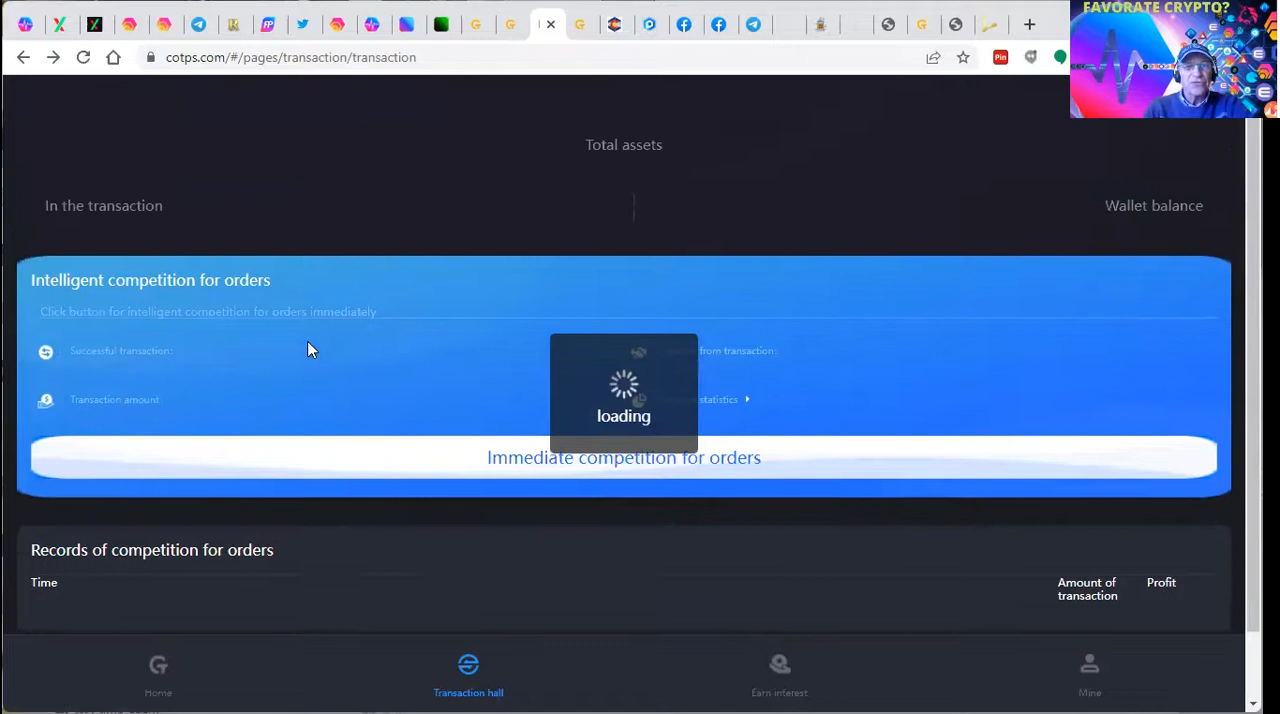 FAVORATE CRYPTO?
cotps.com/#/pages/transaction/transaction
Pin
Total assets
In the transaction
Wallet balance
Intelligent competition for orders
Click button for intelligent competition for orders immediately
Successful transaction:
from transaction:
Transaction amount
statistics
loading
Immediate competition for orders
Records of competition for orders
Time
Amount of
transaction
Profit
Home
Transaction hall
Earn interest
Mine